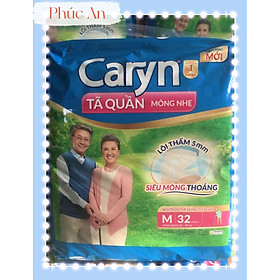 Phúc An
MỚI
Caryn
TÃ QUẦN MỎNG NHẸ
LÕI THẤM 5mm
SIÊU MỎNG THOÁNG
M 32